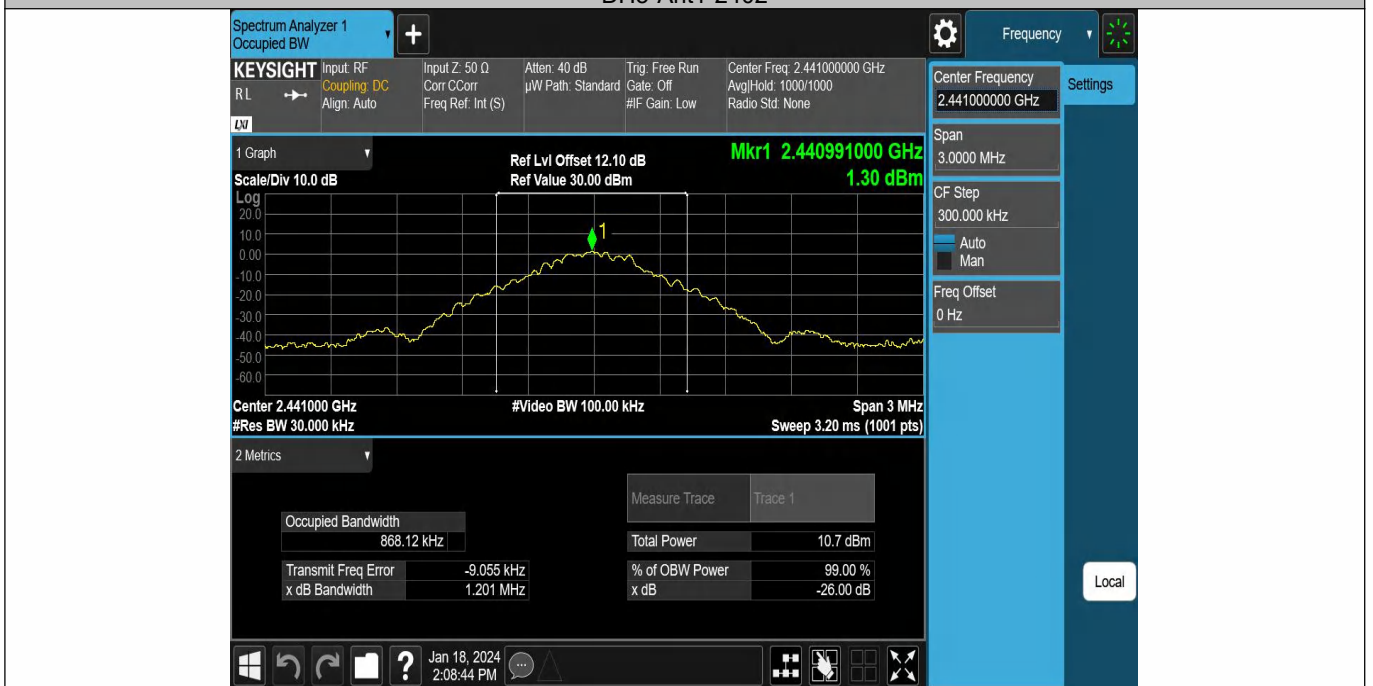 Spectrum Analyzer 1
Occupied BW
+
Frequency
KEYSIGHT
R L
LXI
Input: RF
Coupling: DC
Align: Auto
Input Z: 50 Ω
Corr CCorr
Freq Ref: Int (S)
Atten: 40 dB
µW Path: Standard
Trig: Free Run
Gate: Off
#IF Gain: Low
Center Freq: 2.441000000 GHz
Avg|Hold: 1000/1000
Radio Std: None
Center Frequency
2.441000000 GHz
Settings
Span
3.0000 MHz
CF Step
300.000 kHz
Auto
Man
Freq Offset
0 Hz
Local
1 Graph
Scale/Div 10.0 dB
Ref Lvl Offset 12.10 dB
Ref Value 30.00 dBm
Mkr1 2.440991000 GHz
1.30 dBm
Log
20.0
10.0
0.00
-10.0
-20.0
-30.0
-40.0
-50.0
-60.0
1
Center 2.441000 GHz
#Video BW 100.00 kHz
Span 3 MHz
#Res BW 30.000 kHz
Sweep 3.20 ms (1001 pts)
2 Metrics
Measure Trace Trace 1
Occupied Bandwidth
868.12 kHz
Total Power 10.7 dBm
Transmit Freq Error -9.055 kHz
% of OBW Power 99.00 %
x dB Bandwidth 1.201 MHz
x dB -26.00 dB
?
Jan 18, 2024
2:08:44 PM